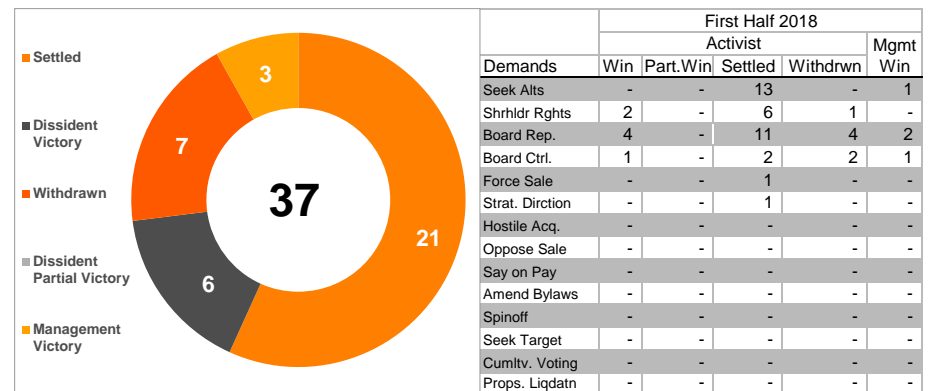 Settled
Dissident
Victory
Withdrawn
Dissident
Partial Victory
Management
Victory
3
7
37
21
6
First Half 2018
Activist Mgmt
Demands Win Part.Win Settled Withdrwn Win
Seek Alts - - 13 - 1
Shrhldr Rghts 2 - 6 1 -
Board Rep. 4 - 11 4 2
Board Ctrl. 1 - 2 2 1
Force Sale - - 1 - -
Strat. Dirction - - 1 - -
Hostile Acq. - - - - -
Oppose Sale - - - - -
Say on Pay - - - - -
Amend Bylaws - - - - -
Spinoff - - - - -
Seek Target - - - - -
Cumltv. Voting - - - - -
Props. Liqdatn - - - - -